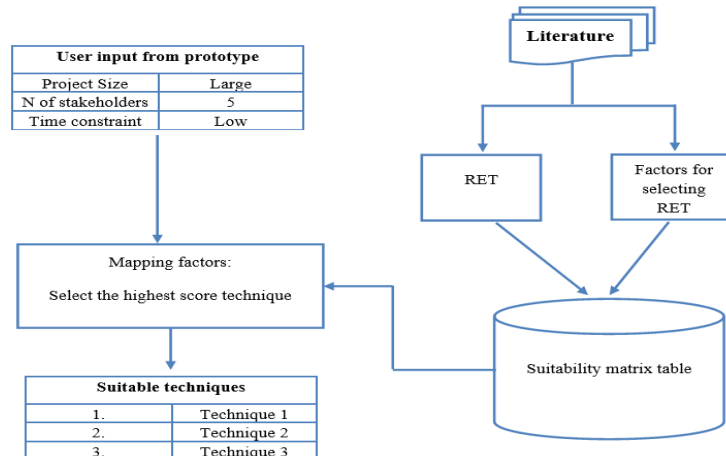 User input from prototype
Project Size Large
N of stakeholders 5
Time constraint Low
Literature
RET
Factors for
selecting
RET
Mapping factors:
Select the highest score technique
Suitability matrix table
Suitable techniques
1. Technique 1
2. Technique 2
3. Technique 3